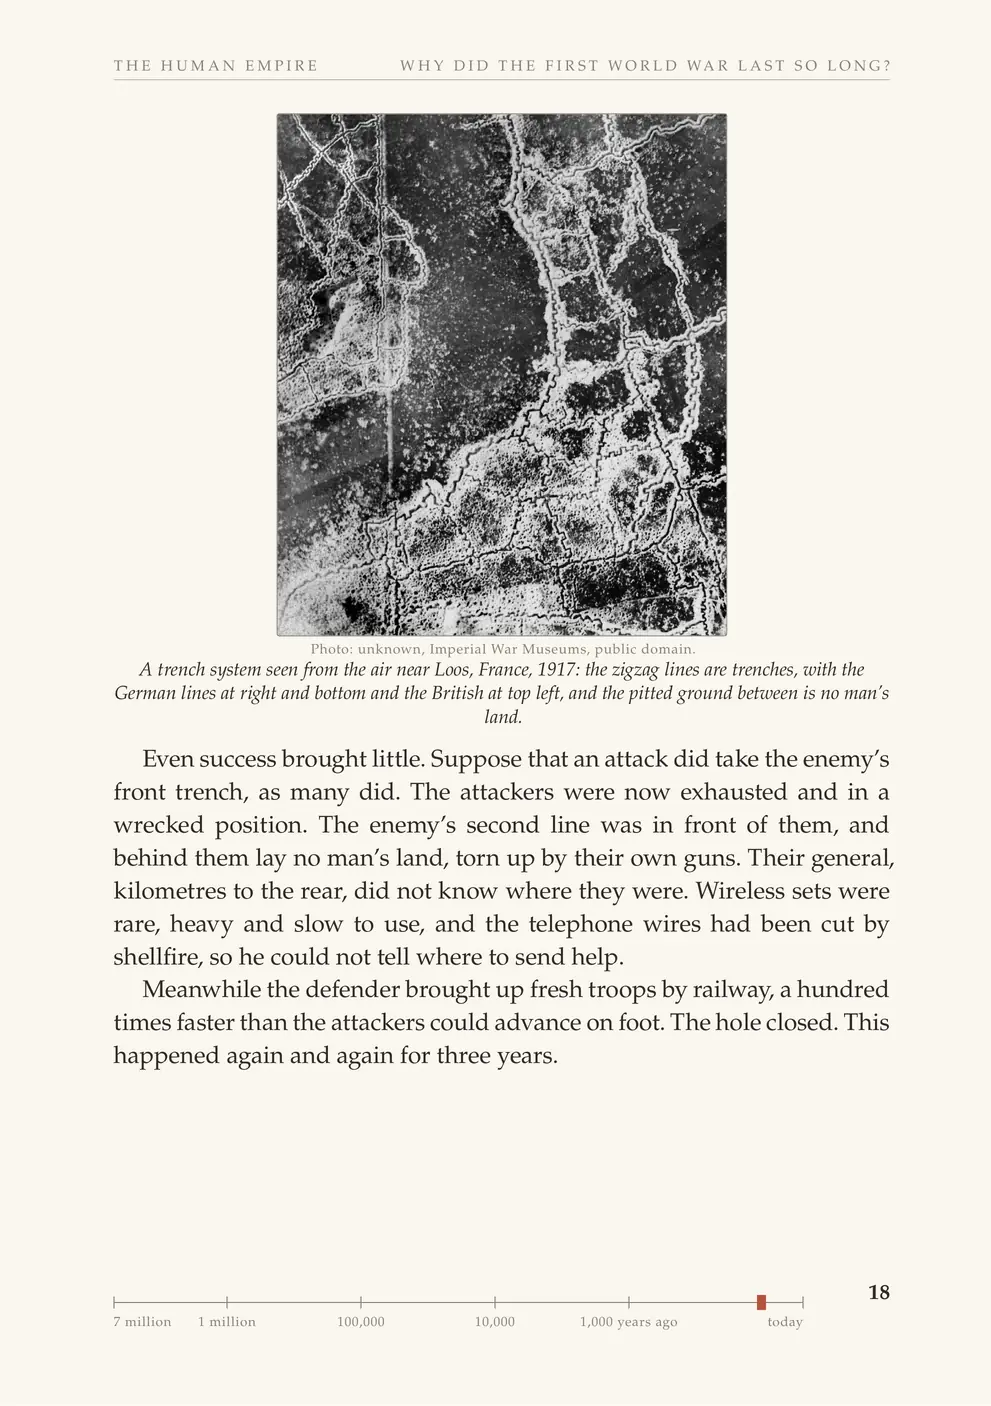 THE HUMAN EMPIRE WHY DID THE FIRST WORLD WAR LAST SO LONG?
Photo: unknown, Imperial War Museums, public domain.
A trench system seen from the air near Loos, France, 1917: the zigzag lines are trenches, with the
German lines at right and bottom and the British at top left, and the pitted ground between is no man’s
land.
Even success brought little. Suppose that an attack did take the enemy’s
front trench, as many did. The attackers were now exhausted and in a
wrecked position. The enemy’s second line was in front of them, and
behind them lay no man’s land, torn up by their own guns. Their general,
kilometres to the rear, did not know where they were. Wireless sets were
rare, heavy and slow to use, and the telephone wires had been cut by
shellfire, so he could not tell where to send help.
Meanwhile the defender brought up fresh troops by railway, a hundred
times faster than the attackers could advance on foot. The hole closed. This
happened again and again for three years.
18
7 million 1 million 100,000 10,000 1,000 years ago today